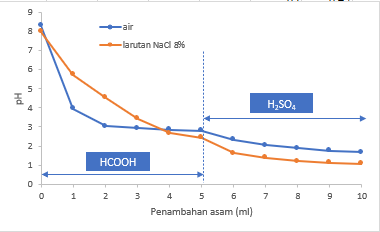 9
8
7
6
5
4
3
2
1
0
pH
air
larutan NaCl 8%
H₂SO₄
HCOOH
0 1 2 3 4 5 6 7 8 9 10
Penambahan asam (ml)